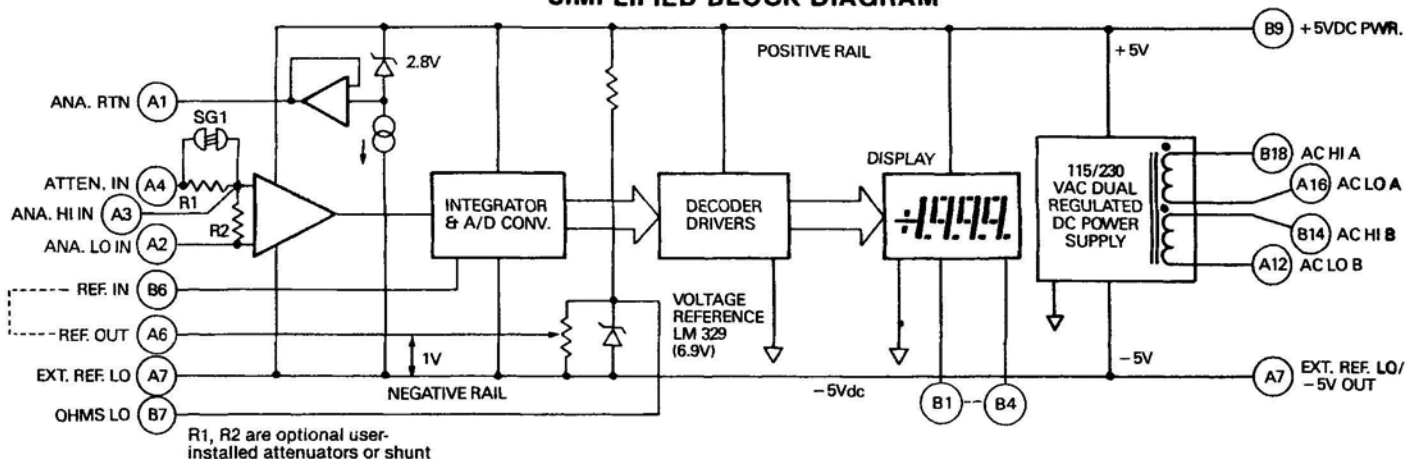 SIMPLIFIED BLOCK DIAGRAM
POSITIVE RAIL
+5V
B9 +5VDC PWR.
2.8V
ANA. RTN A1
SG1
ATTEN. IN A4
R1
ANA. HI IN A3
R2
ANA. LO IN A2
INTEGRATOR
& A/D CONV.
DECODER
DRIVERS
DISPLAY
+1.9.9.9.
115/230
VAC DUAL
REGULATED
DC POWER
SUPPLY
B18 AC HI A
A16 AC LO A
B14 AC HI B
A12 AC LO B
REF. IN B6
REF. OUT A6
1V
VOLTAGE
REFERENCE
LM 329
(6.9V)
EXT. REF. LO A7
NEGATIVE RAIL
-5Vdc
-5V
A7 EXT. REF. LO/
-5V OUT
OHMS LO B7
B1 -- B4
R1, R2 are optional user-
installed attenuators or shunt